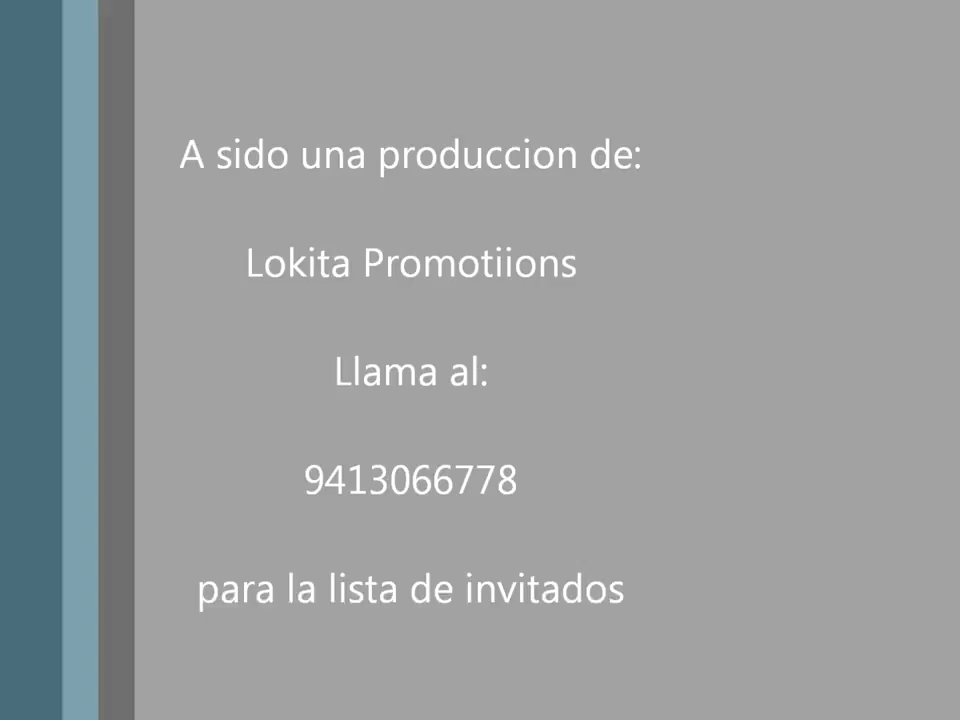 A sido una produccion de:
Lokita Promotiions
Llama al:
9413066778
para la lista de invitados